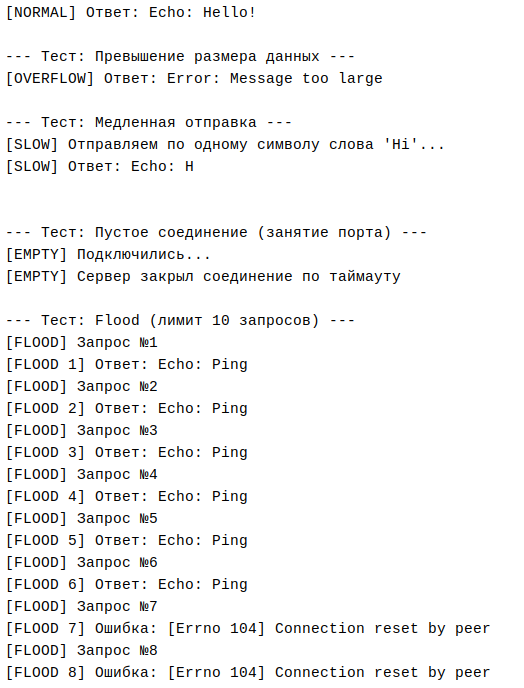 [NORMAL] Ответ: Echo: Hello!
--- Тест: Превышение размера данных ---
[OVERFLOW] Ответ: Error: Message too large
--- Тест: Медленная отправка ---
[SLOW] Отправляем по одному символу слова 'Hi'...
[SLOW] Ответ: Echo: H
--- Тест: Пустое соединение (занятие порта) ---
[EMPTY] Подключились...
[EMPTY] Сервер закрыл соединение по таймауту
--- Тест: Flood (лимит 10 запросов) ---
[FLOOD] Запрос №1
[FLOOD 1] Ответ: Echo: Ping
[FLOOD] Запрос №2
[FLOOD 2] Ответ: Echo: Ping
[FLOOD] Запрос №3
[FLOOD 3] Ответ: Echo: Ping
[FLOOD] Запрос №4
[FLOOD 4] Ответ: Echo: Ping
[FLOOD] Запрос №5
[FLOOD 5] Ответ: Echo: Ping
[FLOOD] Запрос №6
[FLOOD 6] Ответ: Echo: Ping
[FLOOD] Запрос №7
[FLOOD 7] Ошибка: [Errno 104] Connection reset by peer
[FLOOD] Запрос №8
[FLOOD 8] Ошибка: [Errno 104] Connection reset by peer